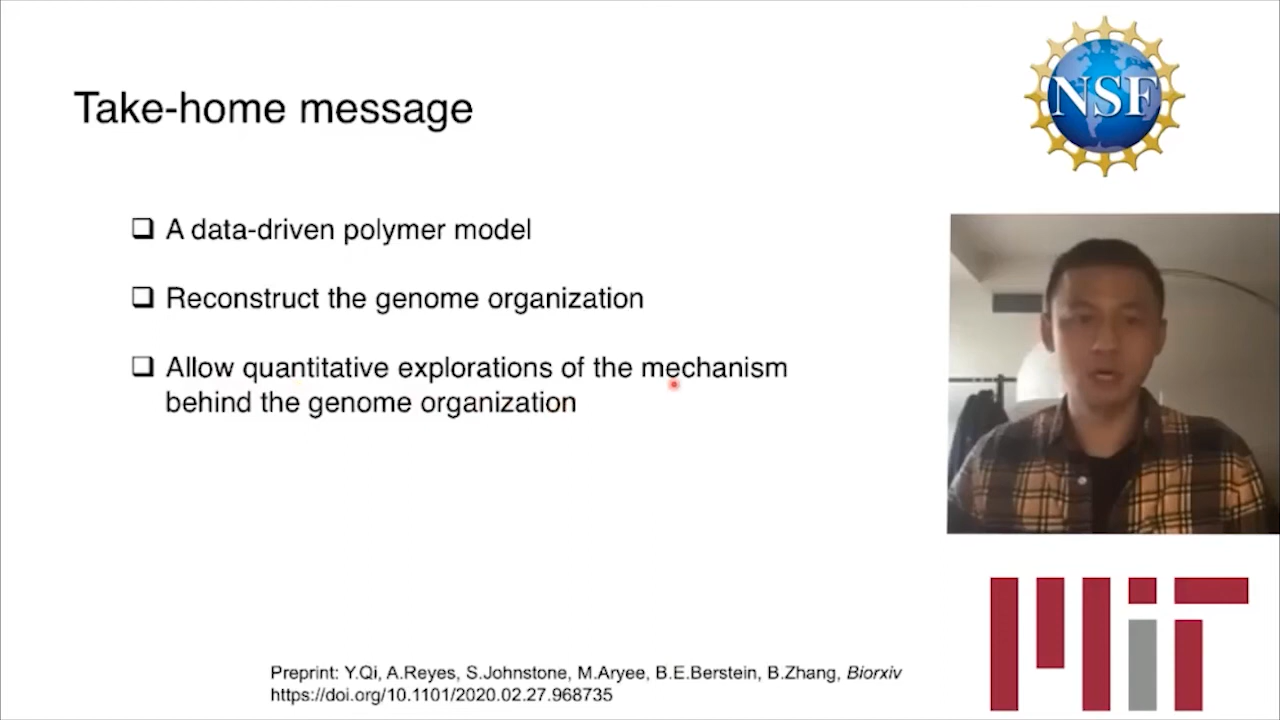 NSF
Take-home message
A data-driven polymer model
Reconstruct the genome organization
Allow quantitative explorations of the mechanism
behind the genome organization
MiT
Preprint: Y.Qi, A.Reyes, S.Johnstone, M.Aryee, B.E.Berstein, B.Zhang, Biorxiv
https://doi.org/10.1101/2020.02.27.968735